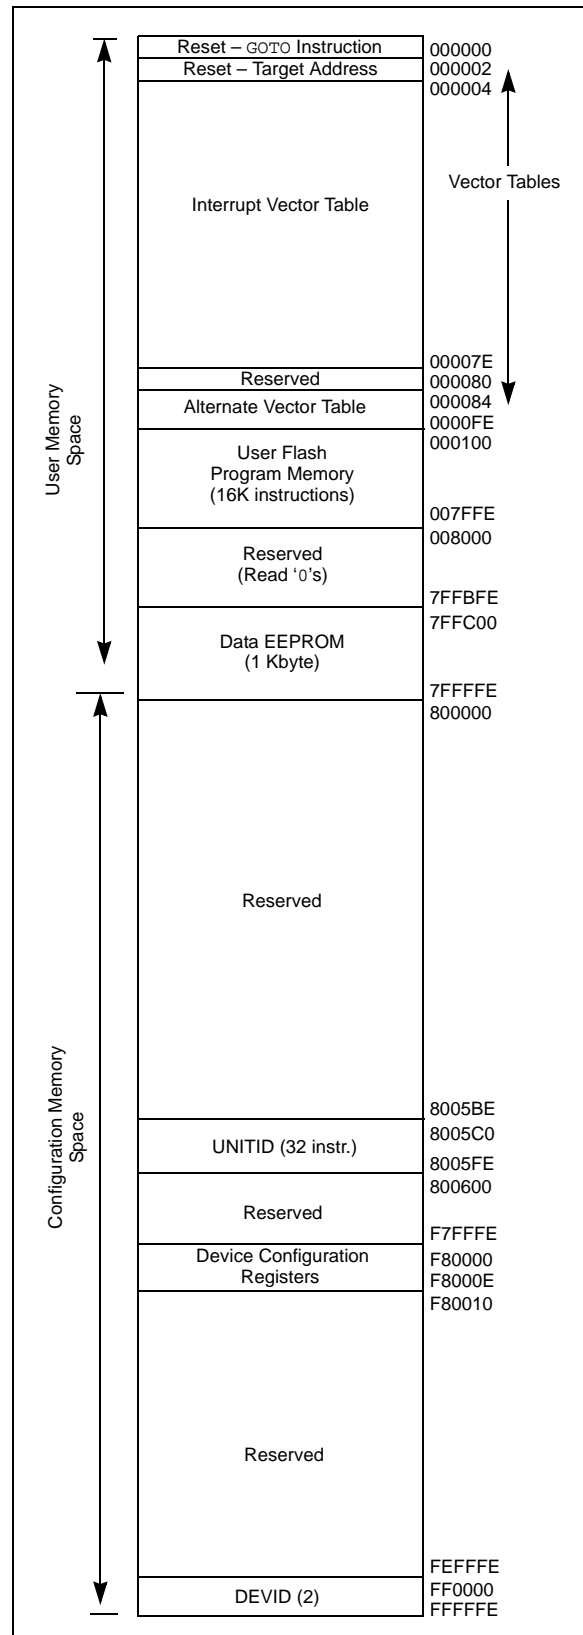 Reset – GOTO Instruction
000000
Reset – Target Address
000002
000004
Interrupt Vector Table
Vector Tables
00007E
Reserved
000080
Alternate Vector Table
000084
0000FE
User Flash
Program Memory
(16K instructions)
000100
007FFE
Reserved
(Read ‘0’s)
008000
7FFBFE
Data EEPROM
(1 Kbyte)
7FFC00
7FFFFE
User Memory
Space
800000
Reserved
8005BE
UNITID (32 instr.)
8005C0
8005FE
800600
Reserved
F7FFFE
Device Configuration
Registers
F80000
F8000E
F80010
Reserved
FEFFFE
DEVID (2)
FF0000
FFFFFE
Configuration Memory
Space